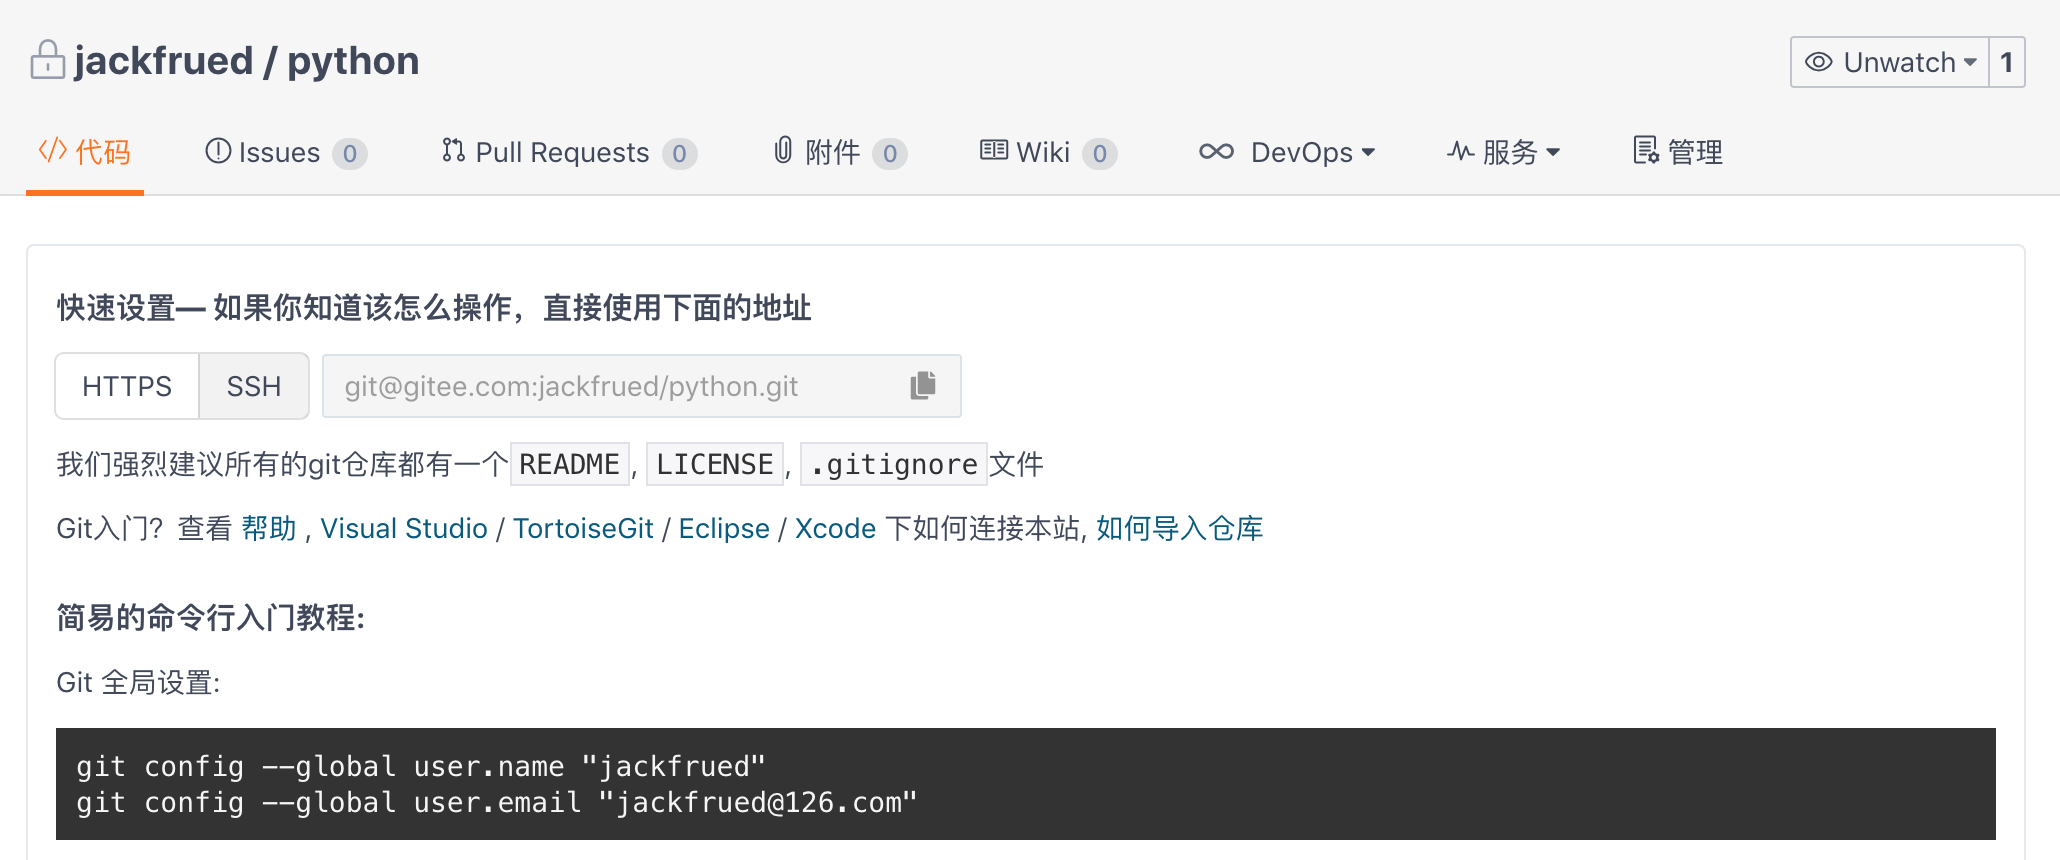 jackfrued / python
Unwatch 1
代码 Issues 0 Pull Requests 0 附件 0 Wiki 0 DevOps 服务 管理
快速设置— 如果你知道该怎么操作，直接使用下面的地址
HTTPS SSH git@gitee.com:jackfrued/python.git
我们强烈建议所有的git仓库都有一个 README, LICENSE, .gitignore 文件
Git入门？查看 帮助 , Visual Studio / TortoiseGit / Eclipse / Xcode 下如何连接本站, 如何导入仓库
简易的命令行入门教程:
Git 全局设置:
git config --global user.name "jackfrued"
git config --global user.email "jackfrued@126.com"